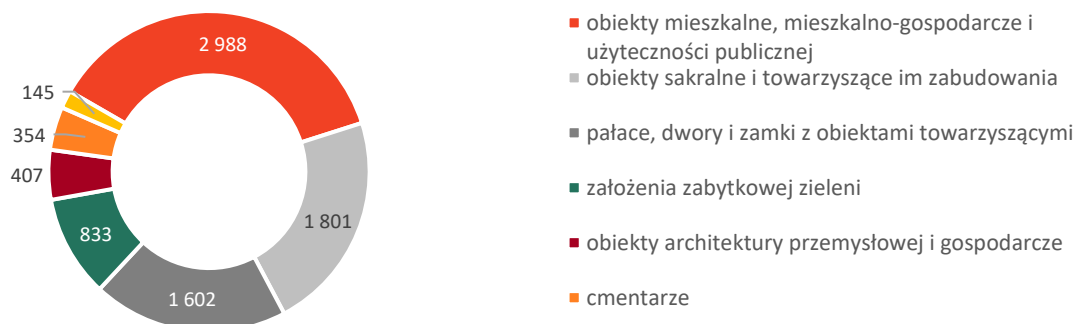 2 988
145
354
407
833
1 602
1 801
obiekty mieszkalne, mieszkalno-gospodarcze i
użyteczności publicznej
obiekty sakralne i towarzyszące im zabudowania
pałace, dwory i zamki z obiektami towarzyszącymi
założenia zabytkowej zieleni
obiekty architektury przemysłowej i gospodarcze
cmentarze